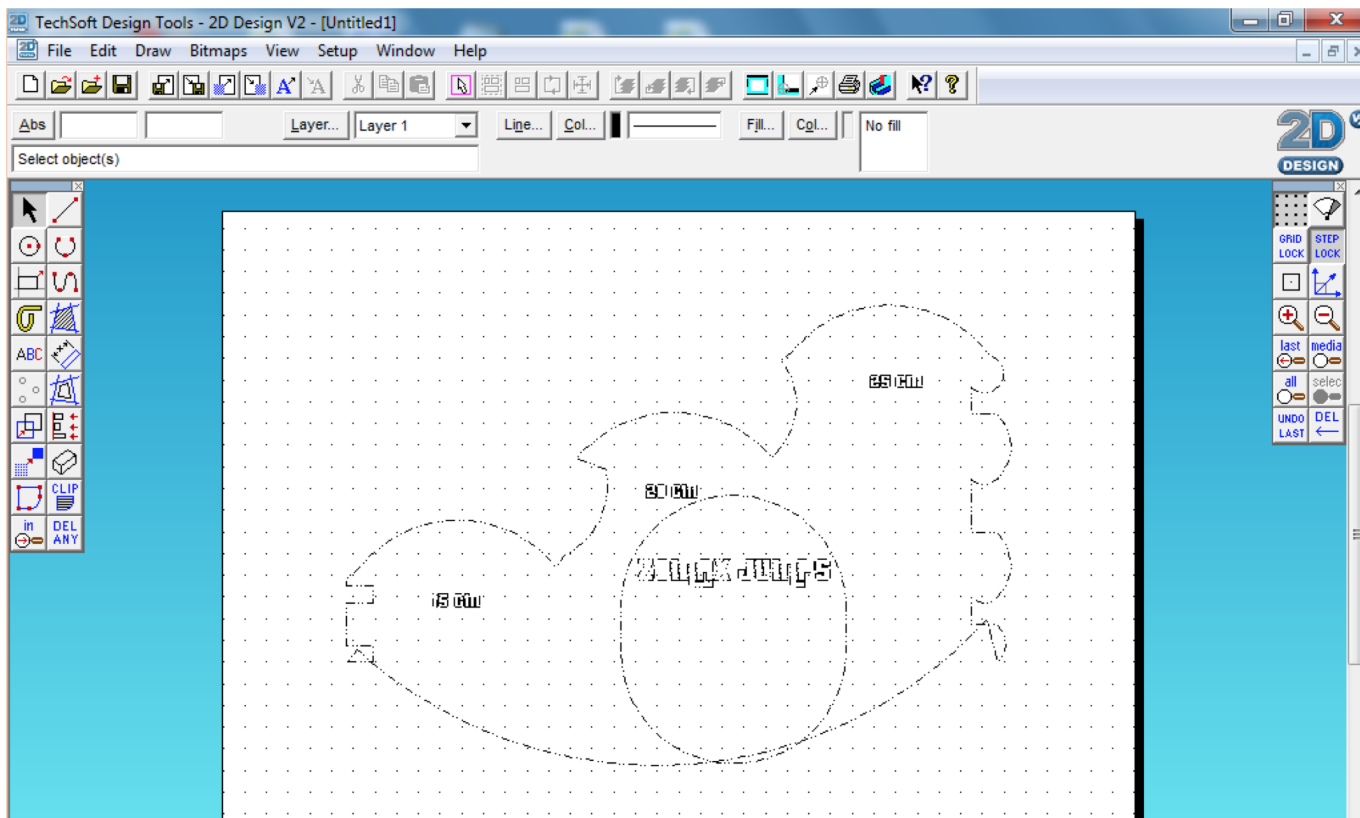 TechSoft Design Tools - 2D Design V2 - [Untitled1]
File Edit Draw Bitmaps View Setup Window Help
Abs Layer... Layer 1 Line... Col... Fill... Col... No fill
Select object(s)
2D
DESIGN
GRID LOCK
STEP LOCK
ABC
last
media
all
selec
UNDO LAST
DEL
CLIP
in
DEL ANY
25 cm
20 cm
15 cm